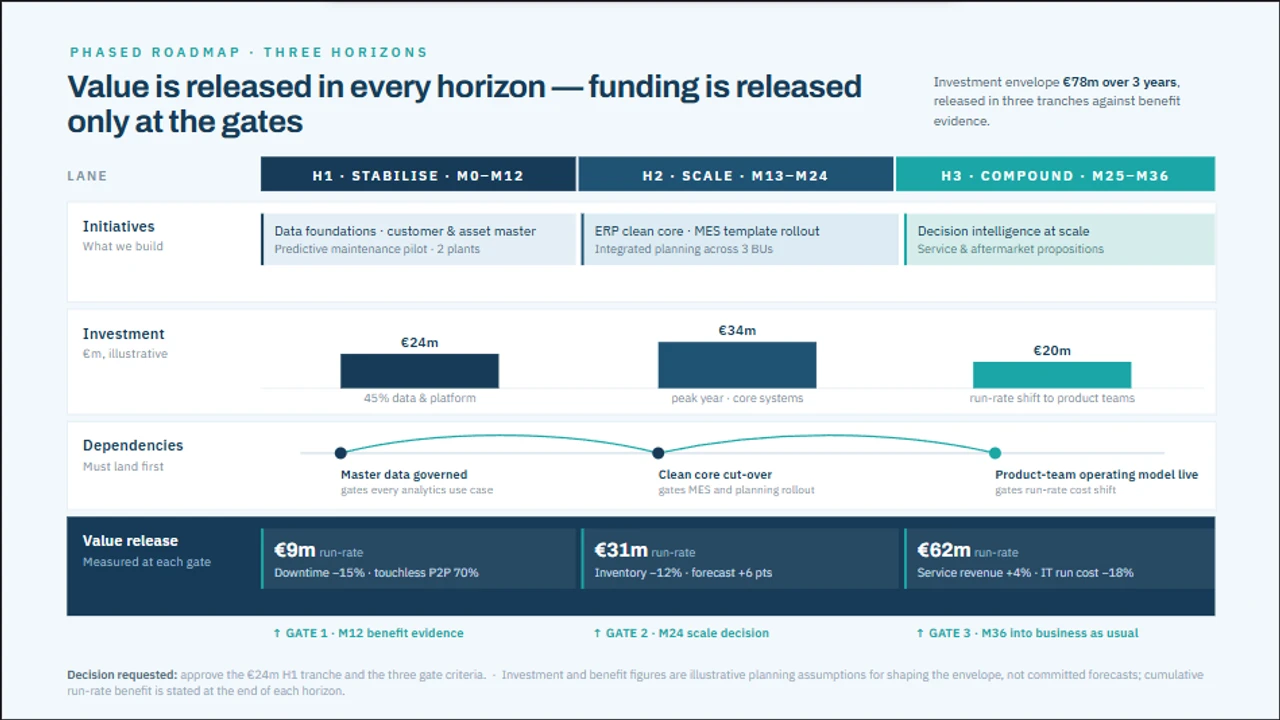 PHASED ROADMAP · THREE HORIZONS
Value is released in every horizon — funding is released
only at the gates
Investment envelope €78m over 3 years,
released in three tranches against benefit
evidence.
LANE
H1 · STABILISE · M0–M12
H2 · SCALE · M13–M24
H3 · COMPOUND · M25–M36
Initiatives
What we build
Data foundations · customer & asset master
Predictive maintenance pilot · 2 plants
ERP clean core · MES template rollout
Integrated planning across 3 BUs
Decision intelligence at scale
Service & aftermarket propositions
Investment
€m, illustrative
€24m
45% data & platform
€34m
peak year · core systems
€20m
run-rate shift to product teams
Dependencies
Must land first
Master data governed
gates every analytics use case
Clean core cut-over
gates MES and planning rollout
Product-team operating model live
gates run-rate cost shift
Value release
Measured at each gate
€9m run-rate
Downtime −15% · touchless P2P 70%
€31m run-rate
Inventory −12% · forecast +6 pts
€62m run-rate
Service revenue +4% · IT run cost −18%
↑ GATE 1 · M12 benefit evidence
↑ GATE 2 · M24 scale decision
↑ GATE 3 · M36 into business as usual
Decision requested: approve the €24m H1 tranche and the three gate criteria. · Investment and benefit figures are illustrative planning assumptions for shaping the envelope, not committed forecasts; cumulative
run-rate benefit is stated at the end of each horizon.